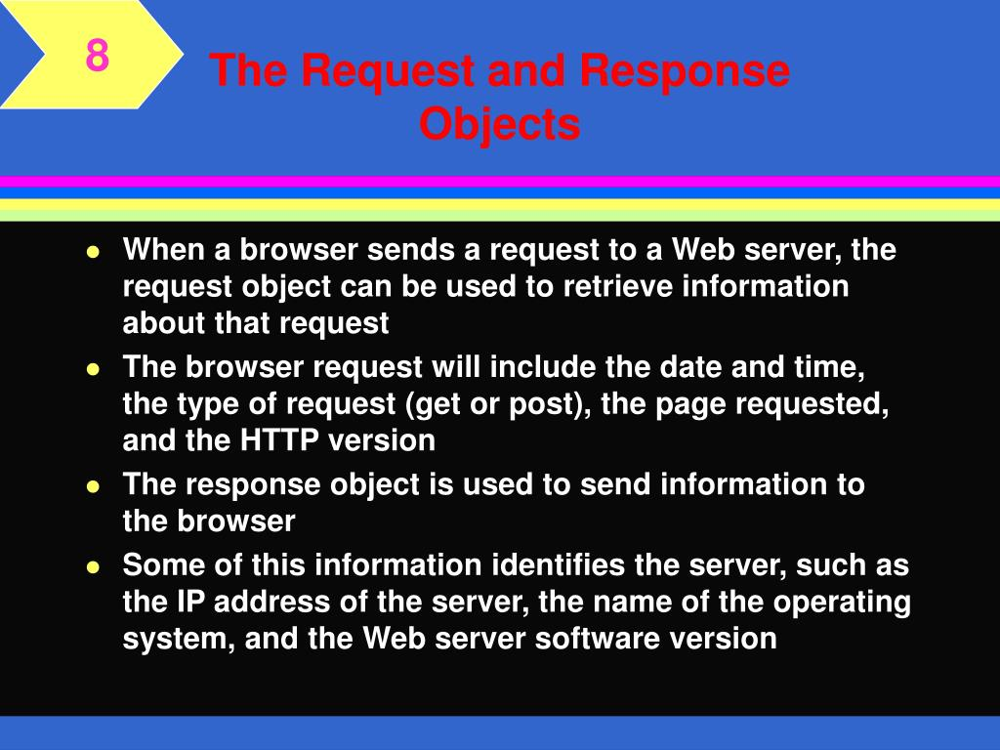 8
The Request and Response
Objects
● When a browser sends a request to a Web server, the
request object can be used to retrieve information
about that request
● The browser request will include the date and time,
the type of request (get or post), the page requested,
and the HTTP version
● The response object is used to send information to
the browser
● Some of this information identifies the server, such as
the IP address of the server, the name of the operating
system, and the Web server software version